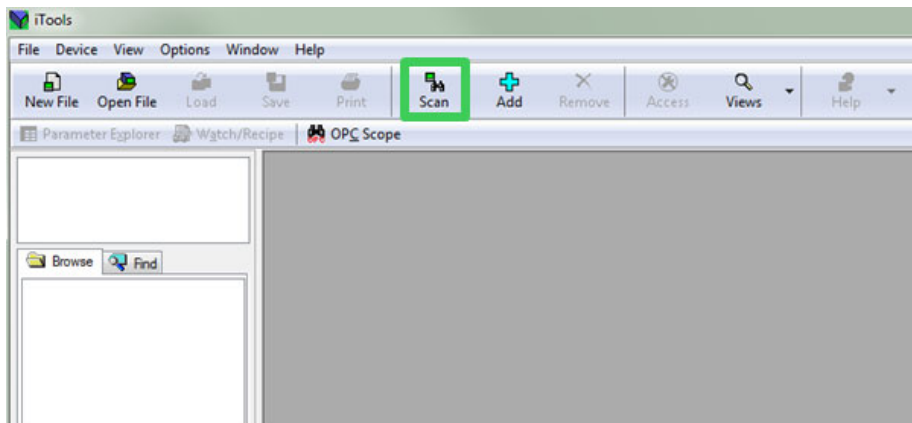 iTools
File Device View Options Window Help
New File Open File Load Save Print Scan Add Remove Access Views Help
Parameter Explorer Watch/Recipe OPC Scope
Browse Find